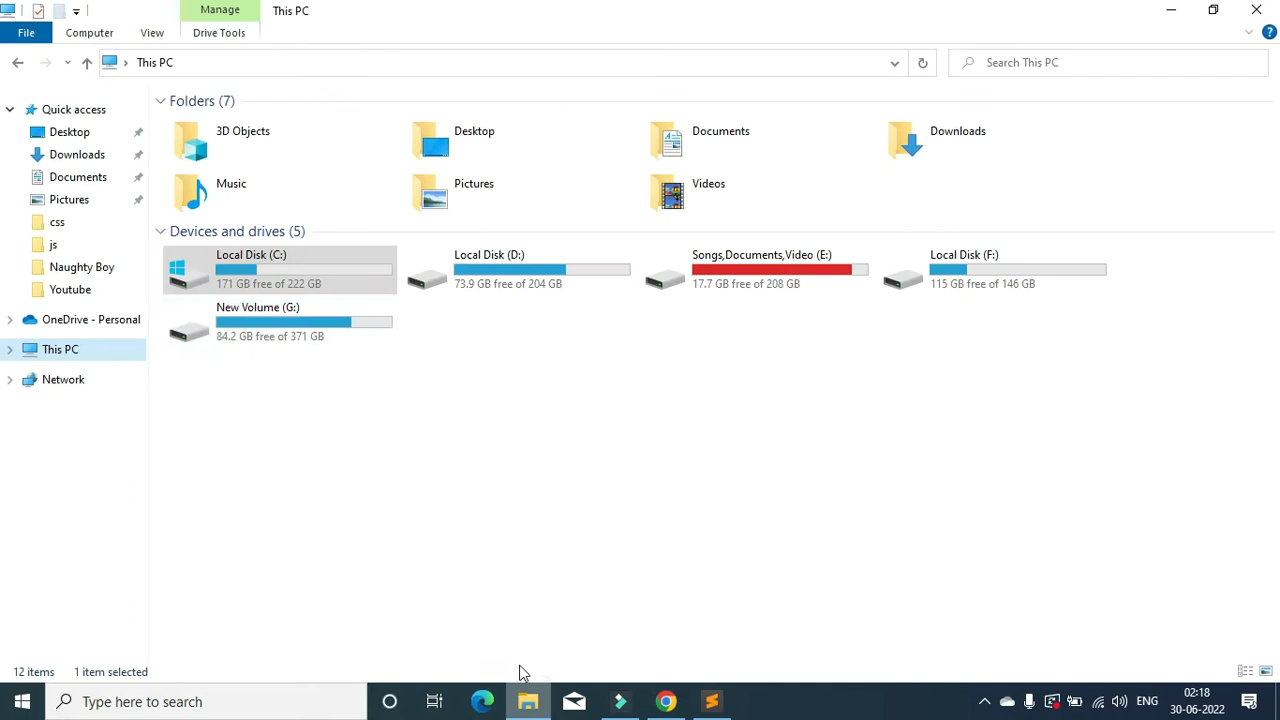 Manage
This PC
File
Computer
View
Drive Tools
This PC
Search This PC
Quick access
Desktop
Downloads
Documents
Pictures
css
js
Naughty Boy
Youtube
OneDrive - Personal
This PC
Network
Folders (7)
3D Objects
Desktop
Documents
Downloads
Music
Pictures
Videos
Devices and drives (5)
Local Disk (C:)
171 GB free of 222 GB
Local Disk (D:)
73.9 GB free of 204 GB
Songs,Documents,Video (E:)
17.7 GB free of 208 GB
Local Disk (F:)
115 GB free of 146 GB
New Volume (G:)
84.2 GB free of 371 GB
12 items
1 item selected
Type here to search
ENG
02:18
30-06-2022